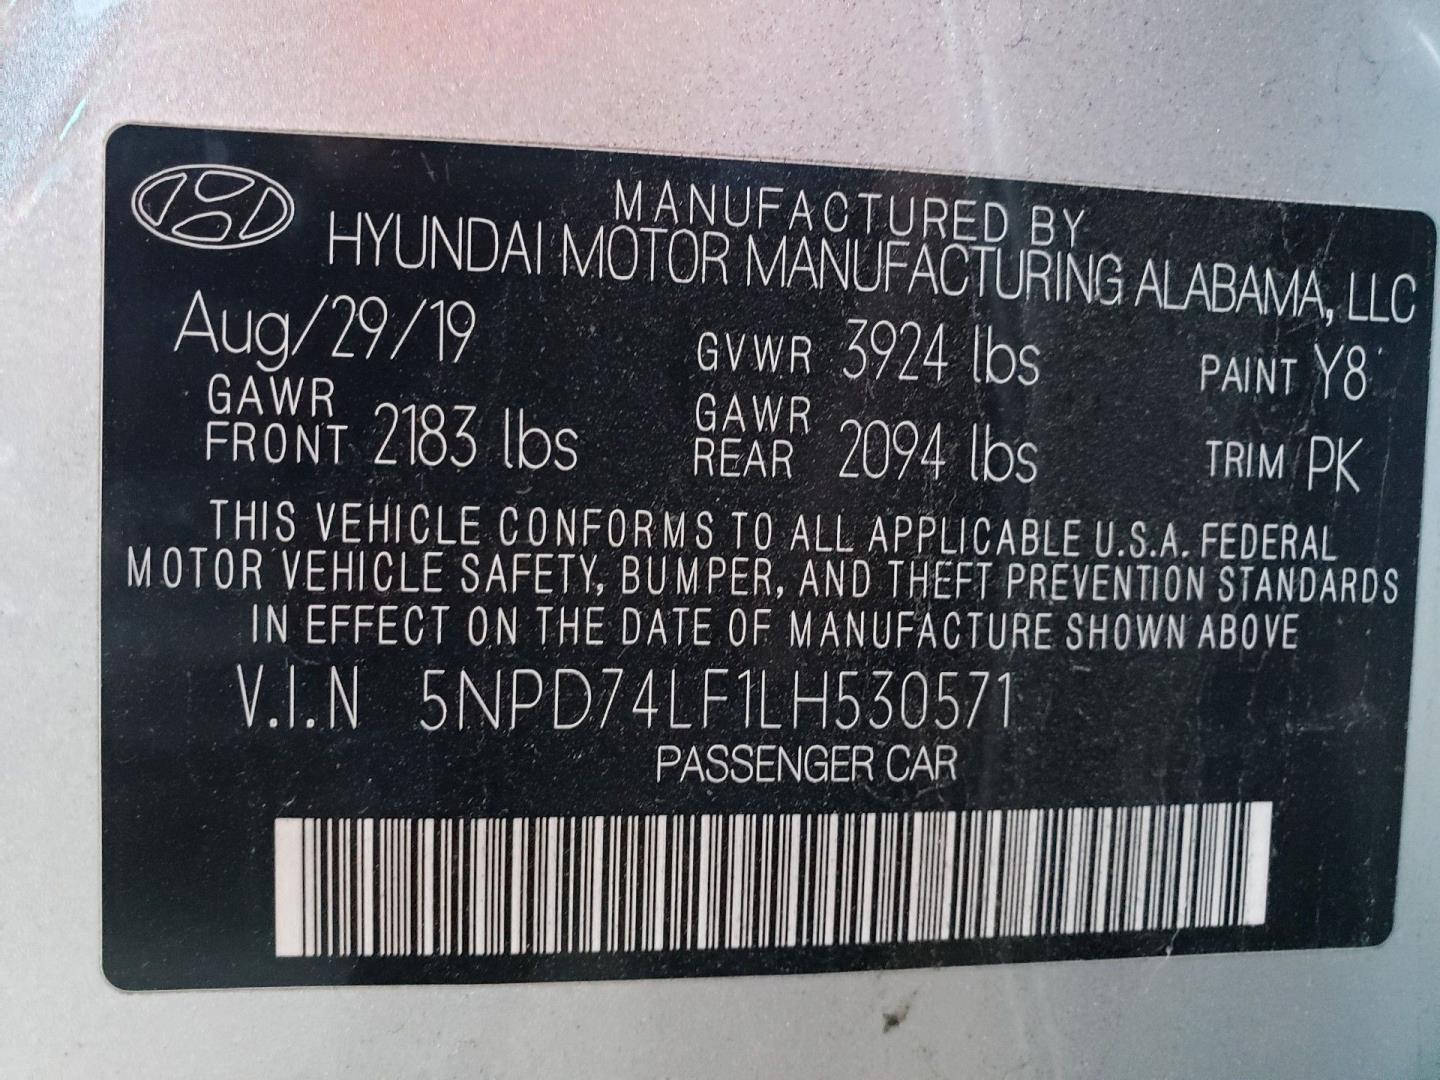 MANUFACTURED BY
HYUNDAI MOTOR MANUFACTURING ALABAMA, LLC
Aug/29/19 GVWR 3924 lbs PAINT Y8
GAWR FRONT 2183 lbs GAWR REAR 2094 lbs TRIM PK
THIS VEHICLE CONFORMS TO ALL APPLICABLE U.S.A. FEDERAL
MOTOR VEHICLE SAFETY, BUMPER, AND THEFT PREVENTION STANDARDS
IN EFFECT ON THE DATE OF MANUFACTURE SHOWN ABOVE
V.I.N 5NPD74LF1LH530571
PASSENGER CAR